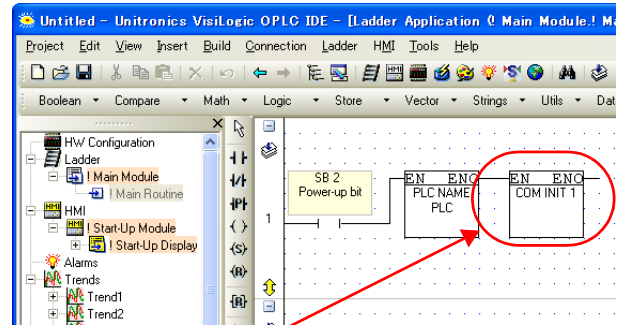 Untitled - Unitronics VisiLogic OPLC IDE - [Ladder Application (! Main Module.! Ma
Project Edit View Insert Build Connection Ladder HMI Tools Help
HMI
Boolean Compare Math Logic Store Vector Strings Utils Dat
HW Configuration
Ladder
! Main Module
! Main Routine
HMI
! Start-Up Module
! Start-Up Display
Alarms
Trends
Trend1
Trend2
(S)
(R)
R
P
1
SB 2
Power-up bit
EN ENO
PLC NAME
PLC
EN ENO
COM INIT 1